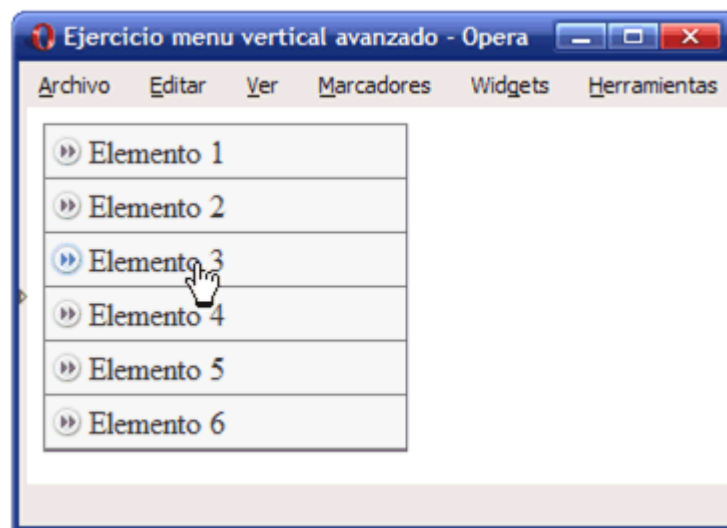 Ejercicio menu vertical avanzado - Opera
Archivo Editar Ver Marcadores Widgets Herramientas
Elemento 1
Elemento 2
Elemento 3
Elemento 4
Elemento 5
Elemento 6